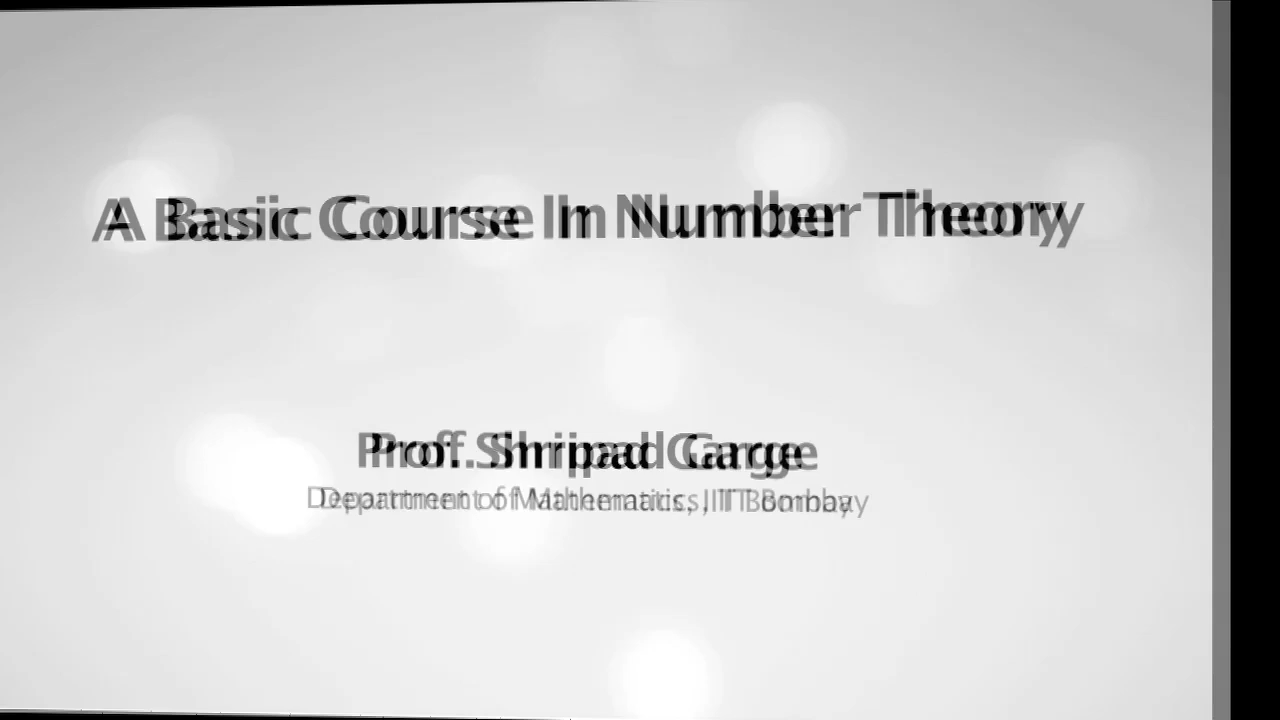 A Basic Course In Number Theory
Prof. Shripad Garge
Department of Mathematics, IIT Bombay